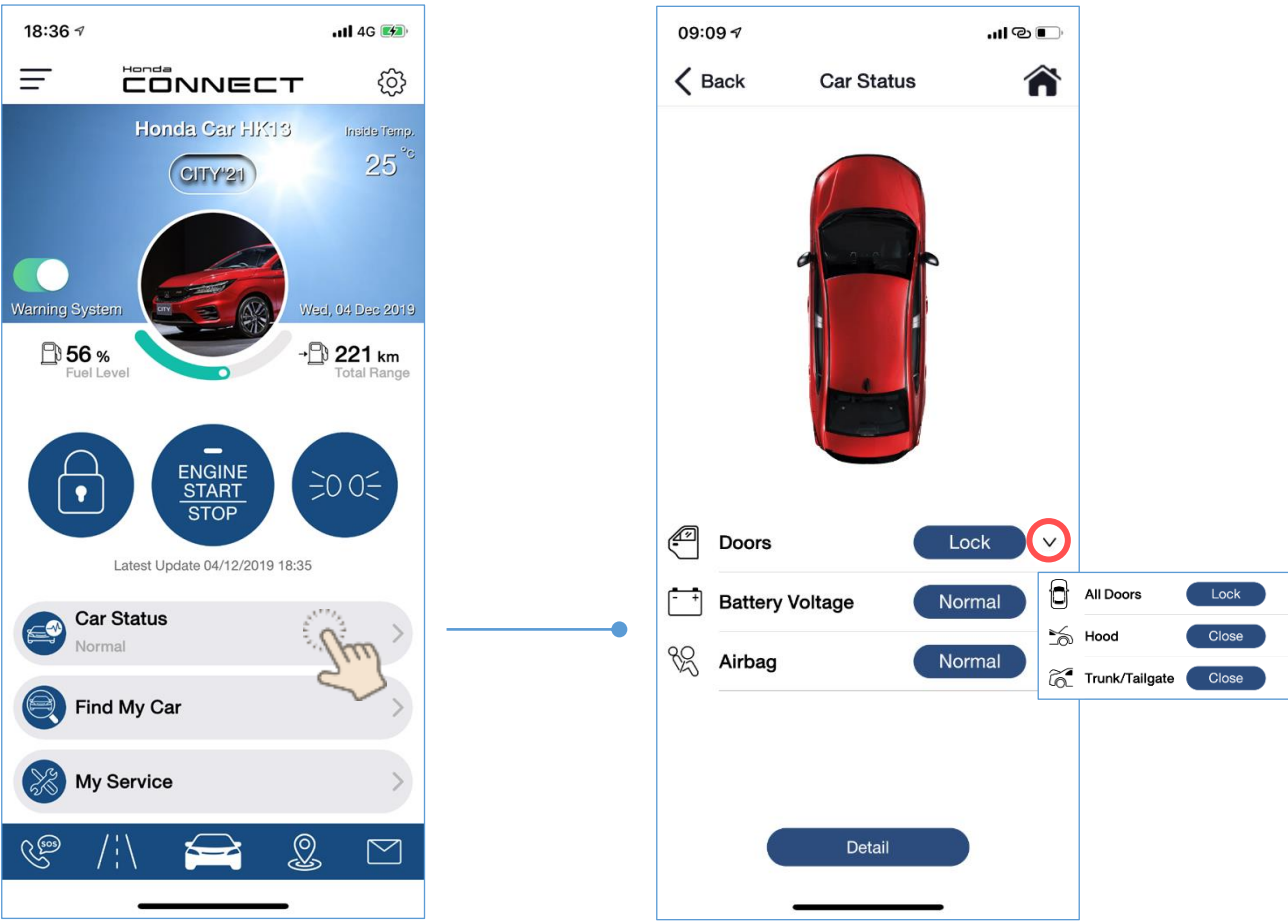 18:36
4G
Honda
CONNECT
Honda Car HK13
Inside Temp.
25 °C
CITY'21
CITY
Warning System
Wed, 04 Dec 2019
56 %
Fuel Level
221 km
Total Range
ENGINE
START
STOP
Latest Update 04/12/2019 18:35
Car Status
Normal
Find My Car
My Service
SOS
09:09
Back
Car Status
Doors
Lock
Battery Voltage
Normal
Airbag
Normal
Detail
All Doors
Lock
Hood
Close
Trunk/Tailgate
Close